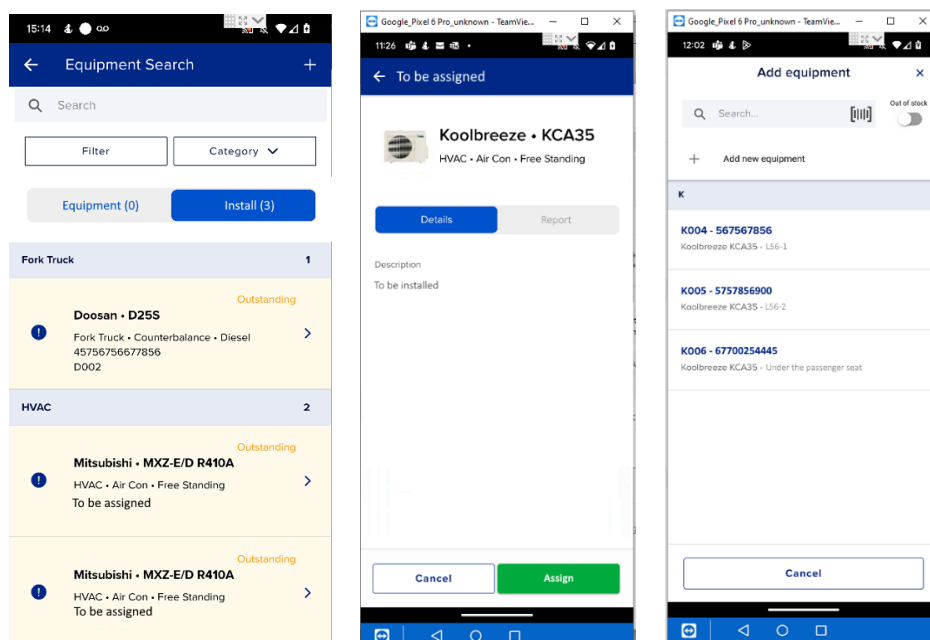 15:14
Equipment Search
Search
Filter
Category
Equipment (0)
Install (3)
Fork Truck 1
Outstanding
Doosan • D25S
Fork Truck • Counterbalance • Diesel
45756756677856
D002
HVAC 2
Outstanding
Mitsubishi • MXZ-E/D R410A
HVAC • Air Con • Free Standing
To be assigned
Outstanding
Mitsubishi • MXZ-E/D R410A
HVAC • Air Con • Free Standing
To be assigned
Google_Pixel 6 Pro_unknown - TeamVie...
11:26
To be assigned
Koolbreeze • KCA35
HVAC • Air Con • Free Standing
Details
Report
Description
To be installed
Cancel
Assign
Google_Pixel 6 Pro_unknown - TeamVie...
12:02
Add equipment
Search...
Out of stock
Add new equipment
K
K004 - 567567856
Koolbreeze KCA35 - L56-1
K005 - 5757856900
Koolbreeze KCA35 - L56-2
K006 - 67700254445
Koolbreeze KCA35 - Under the passenger seat
Cancel